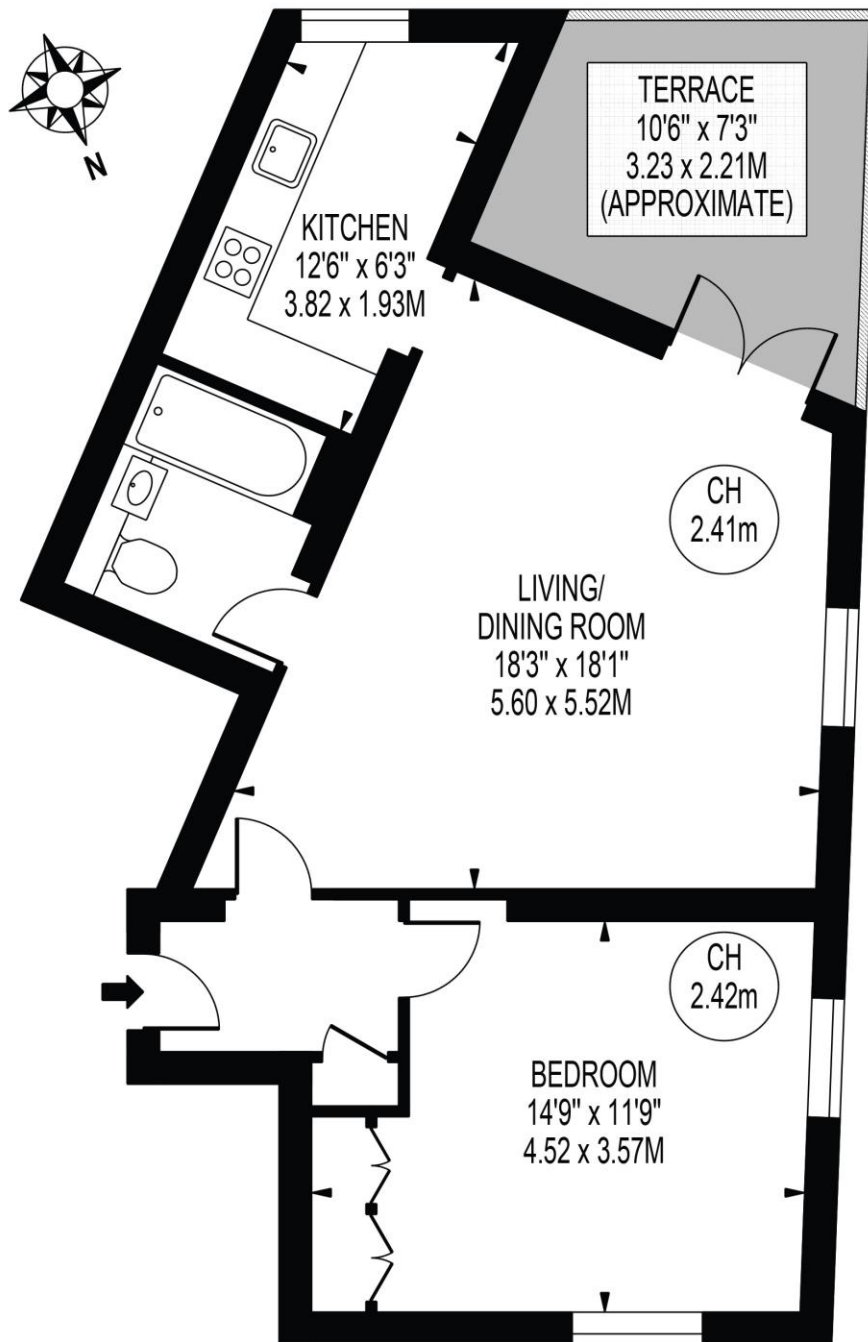 N
TERRACE
10'6" x 7'3"
3.23 x 2.21M
(APPROXIMATE)
KITCHEN
12'6" x 6'3"
3.82 x 1.93M
CH
2.41m
LIVING/
DINING ROOM
18'3" x 18'1"
5.60 x 5.52M
CH
2.42m
BEDROOM
14'9" x 11'9"
4.52 x 3.57M